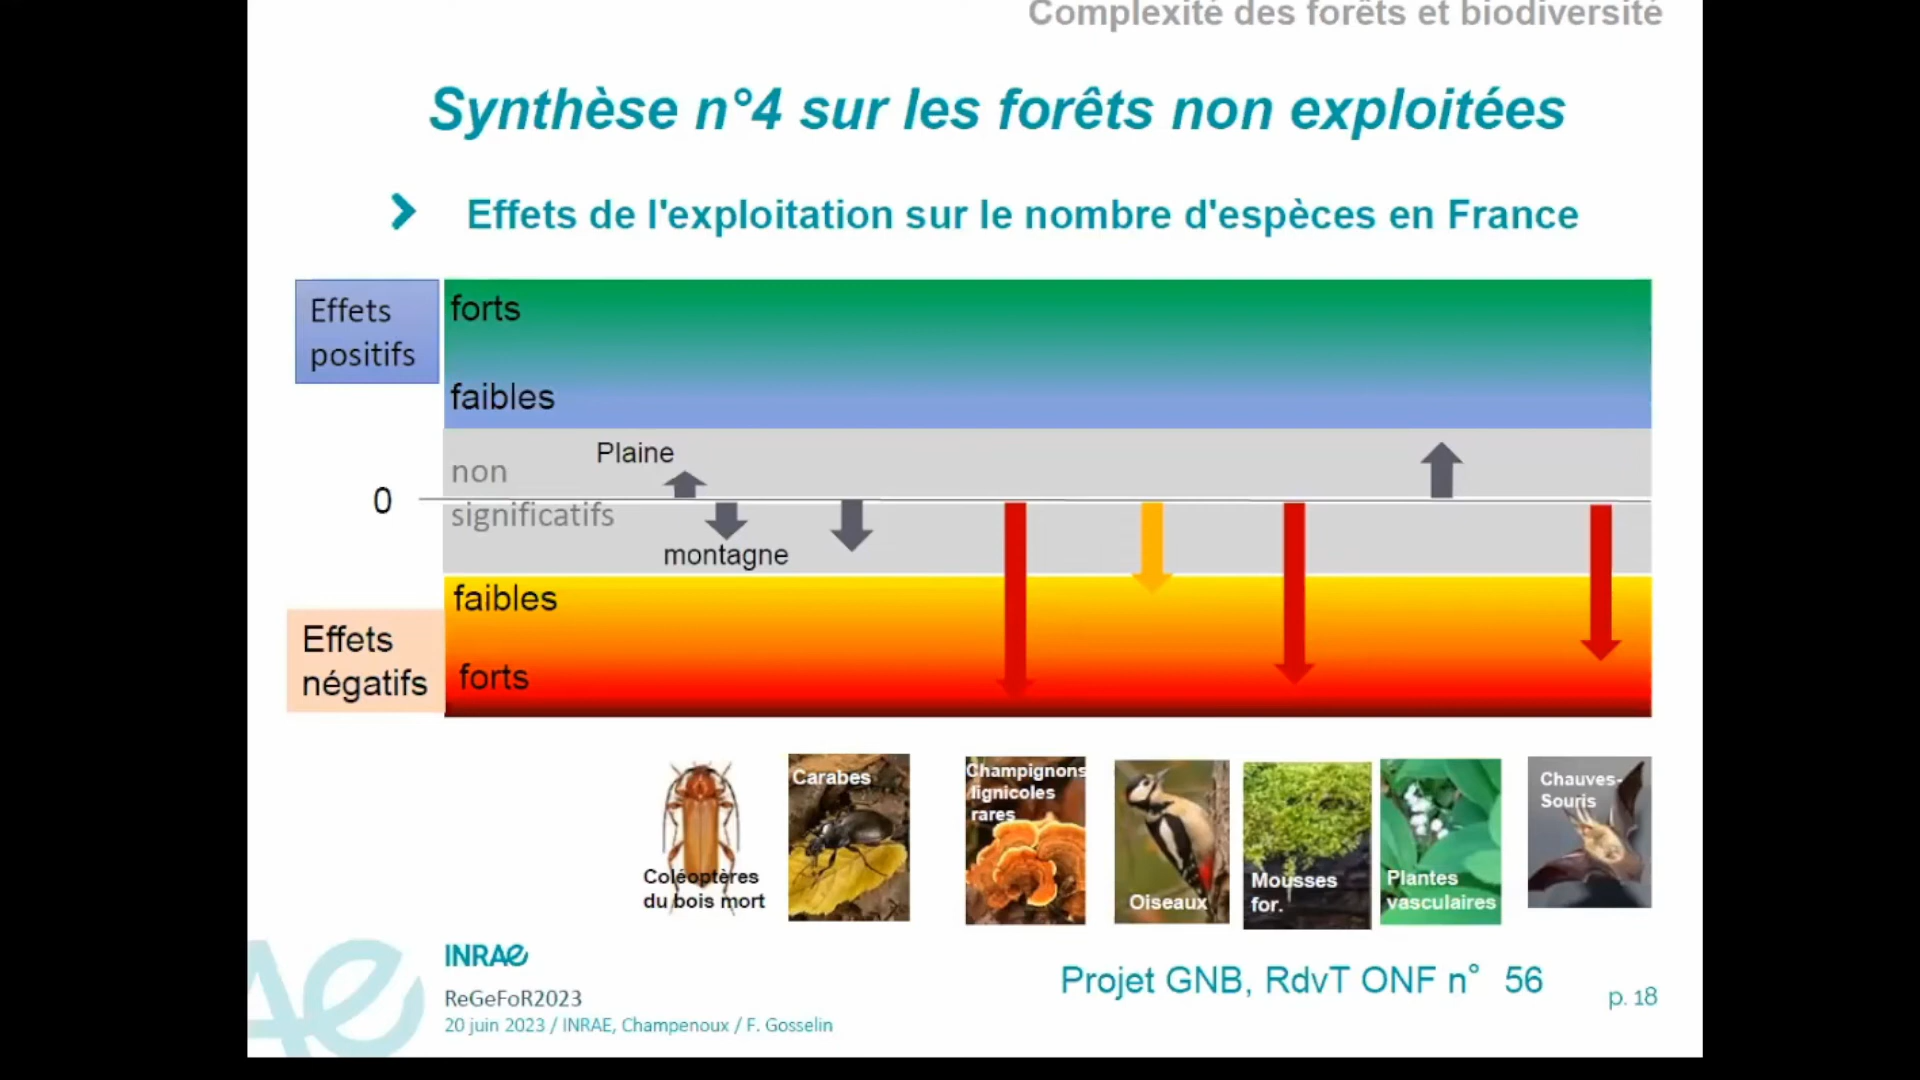 Complexité des forêts et biodiversité
Synthèse n°4 sur les forêts non exploitées
Effets de l'exploitation sur le nombre d'espèces en France
Effets
positifs
forts
faibles
Plaine
non
0
significatifs
montagne
faibles
Effets
négatifs
forts
Coléoptères
du bois mort
Carabes
Champignons
lignicoles
rares
Oiseaux
Mousses
for.
Plantes
vasculaires
Chauves-
Souris
INRAE
ReGeFoR2023
20 juin 2023 / INRAE, Champenoux / F. Gosselin
Projet GNB, RdvT ONF n° 56
p. 18